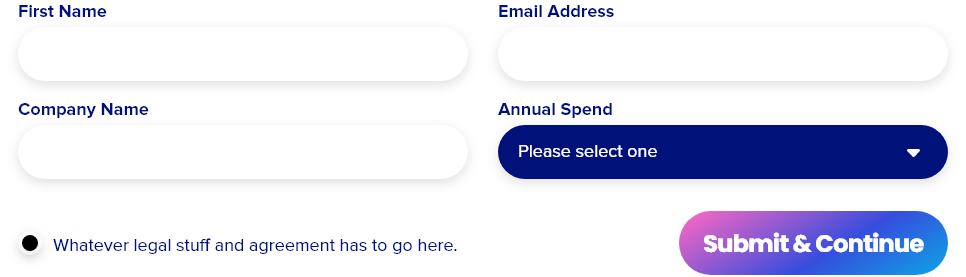 First Name
Email Address
Company Name
Annual Spend
Please select one
Whatever legal stuff and agreement has to go here.
Submit & Continue